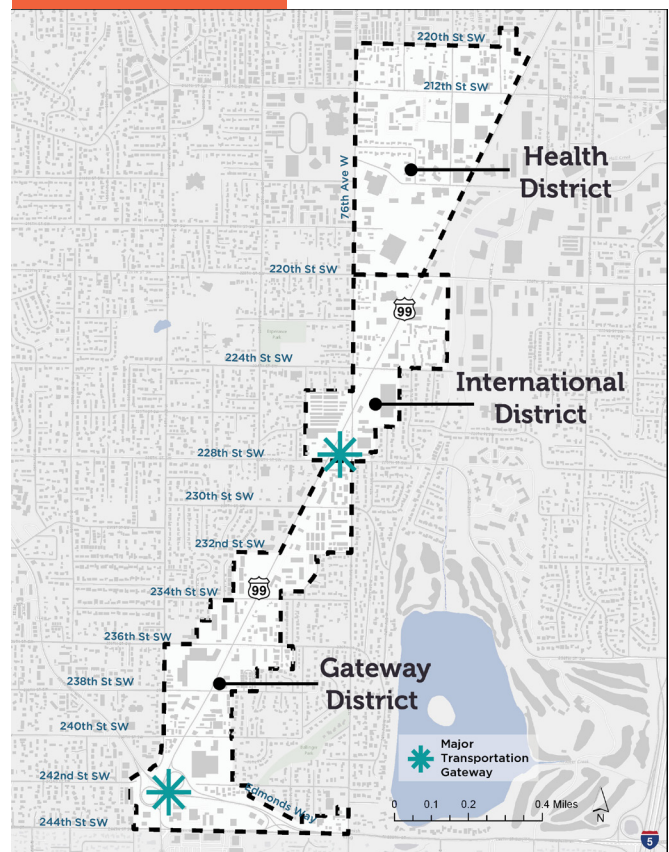 220th St SW
212th St SW
Health
District
76th Ave W
220th St SW
99
224th St SW
International
District
228th St SW
230th St SW
232nd St SW
234th St SW
99
236th St SW
Gateway
District
238th St SW
240th St SW
Major
Transportation
Gateway
242nd St SW
Edmonds Way
0 0.1 0.2 0.4 Miles
N
244th St SW
5